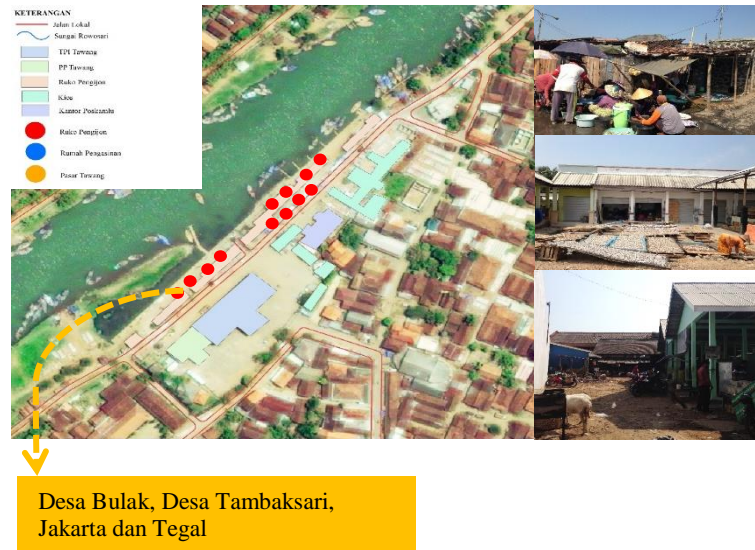 KETERANGAN
Jalan Lokal
Sungai Rowosari
TPI Tawang
PP Tawang
Ruko Pengijon
Kios
Kantor Poskamla
Ruko Pengijon
Rumah Pengasinan
Pasar Tawang
Desa Bulak, Desa Tambaksari,
Jakarta dan Tegal